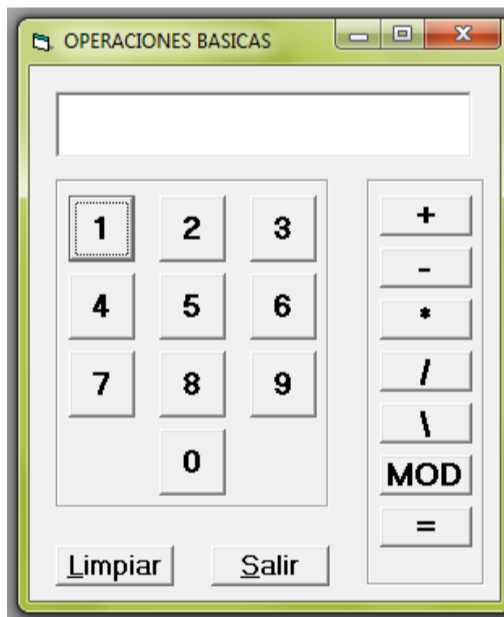 OPERACIONES BASICAS
1 2 3 +
-
4 5 6 *
7 8 9 /
\
0 MOD
=
Limpiar Salir